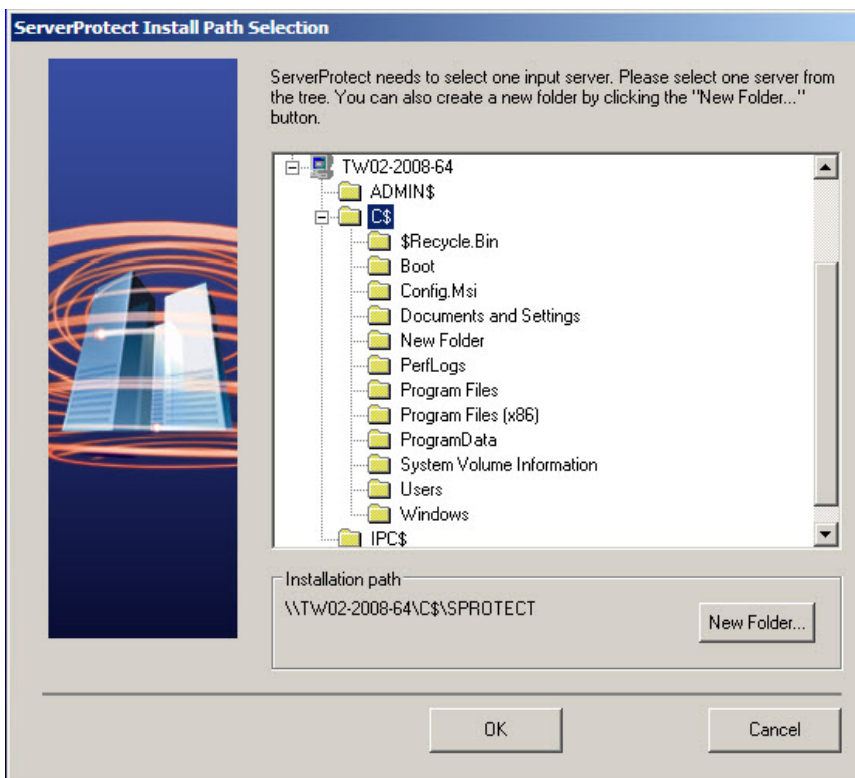 ServerProtect Install Path Selection
ServerProtect needs to select one input server. Please select one server from
the tree. You can also create a new folder by clicking the "New Folder..."
button.
TW02-2008-64
ADMIN$
C$
$Recycle.Bin
Boot
Config.Msi
Documents and Settings
New Folder
PerfLogs
Program Files
Program Files (x86)
ProgramData
System Volume Information
Users
Windows
IPC$
Installation path
\\TW02-2008-64\C$\SPROTECT
New Folder...
OK
Cancel